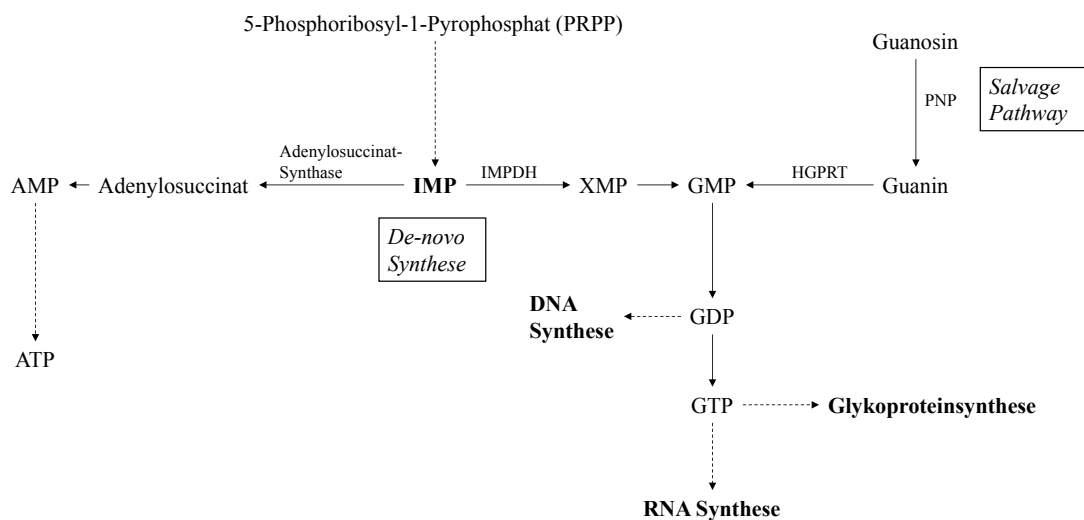 5-Phosphoribosyl-1-Pyrophosphat (PRPP)
Guanosin
PNP
Salvage
Pathway
Adenylosuccinat-
Synthase
AMP
Adenylosuccinat
IMP
IMPDH
XMP
GMP
HGPRT
Guanin
De-novo
Synthese
DNA
Synthese
GDP
ATP
GTP
Glykoproteinsynthese
RNA Synthese